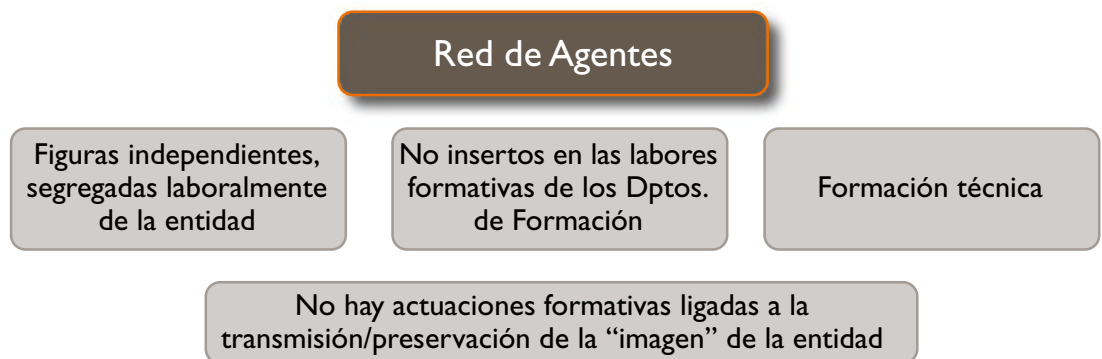 Red de Agentes
Figuras independientes,
segregadas laboralmente
de la entidad
No insertos en las labores
formativas de los Dptos.
de Formación
Formación técnica
No hay actuaciones formativas ligadas a la
transmisión/preservación de la “imagen” de la entidad